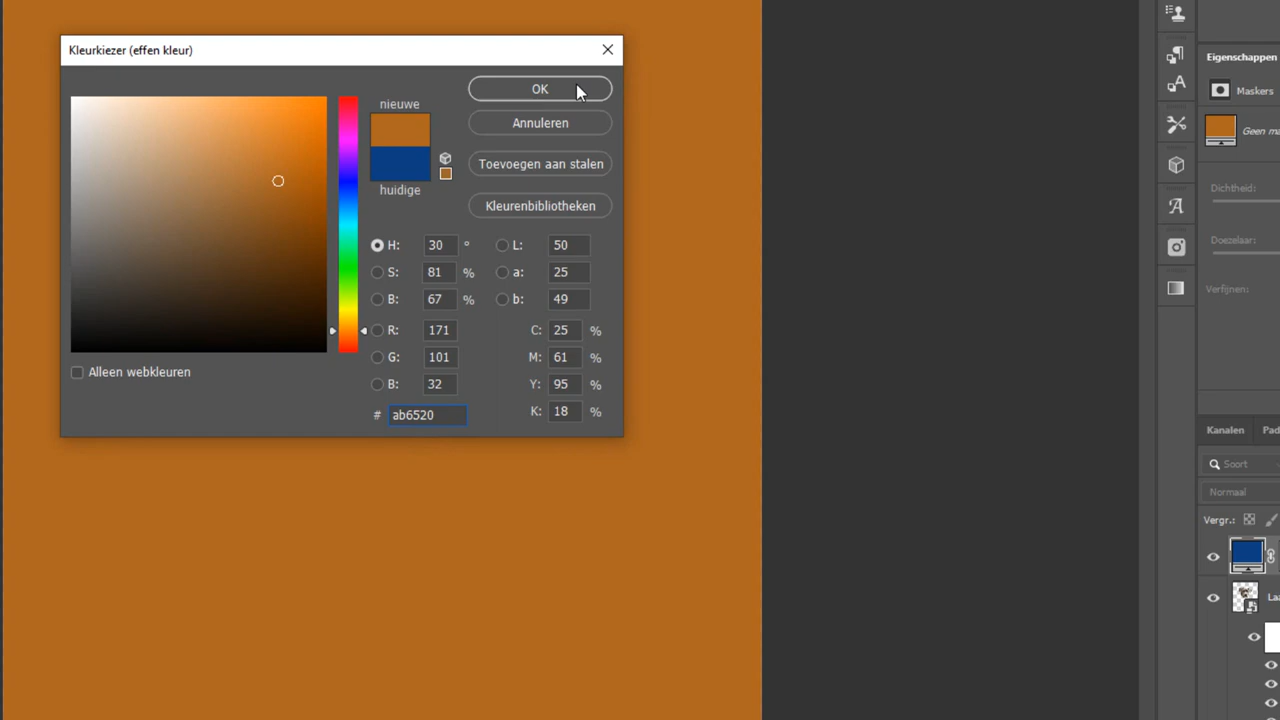 Kleurkiezer (effen kleur)
nieuwe
huidige
OK
Annuleren
Toevoegen aan stalen
Kleurenbibliotheken
H: 30 °
S: 81 %
B: 67 %
R: 171
G: 101
B: 32
# ab6520
L: 50
a: 25
b: 49
C: 25 %
M: 61 %
Y: 95 %
K: 18 %
Alleen webkleuren
Eigenschappen
Maskers
Geen
Dichtheid:
Doezelaar:
Verfijnen:
Kanalen
Soort
Normaal
Vergr.: